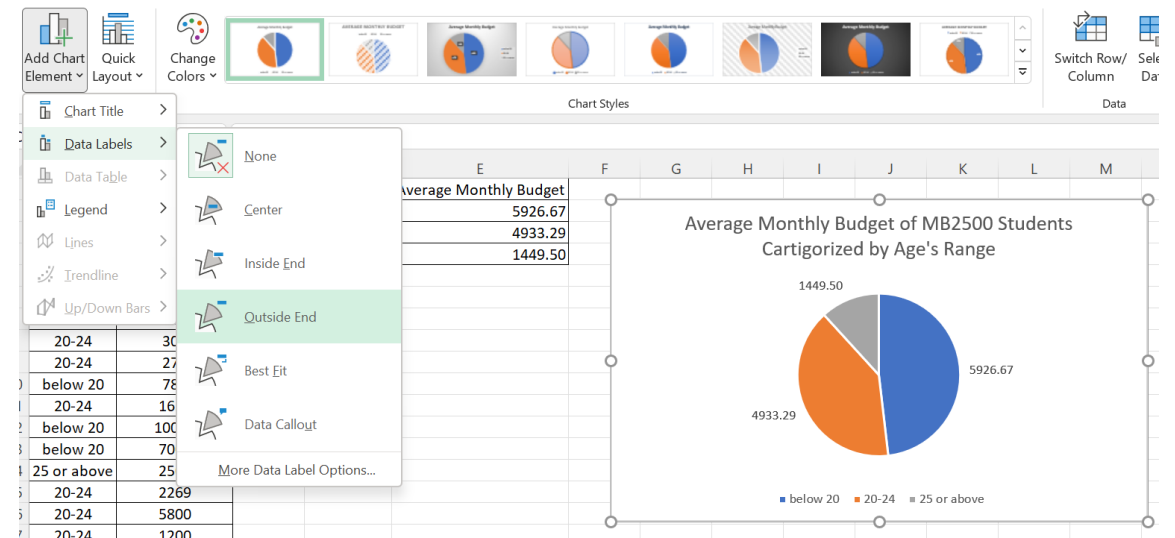 Add Chart Element
Quick Layout
Change Colors
Chart Styles
Switch Row/ Column
Data
Chart Title
Data Labels
Data Table
Legend
Lines
Trendline
Up/Down Bars
None
Center
Inside End
Outside End
Best Fit
Data Callout
More Data Label Options...
E F G H I J K L M
Average Monthly Budget
5926.67
4933.29
1449.50
20-24
20-24
below 20
20-24
below 20
below 20
25 or above
20-24 2269
20-24 5800
20-24 1200
Average Monthly Budget of MB2500 Students
Cartigorized by Age's Range
1449.50
5926.67
4933.29
below 20 20-24 25 or above